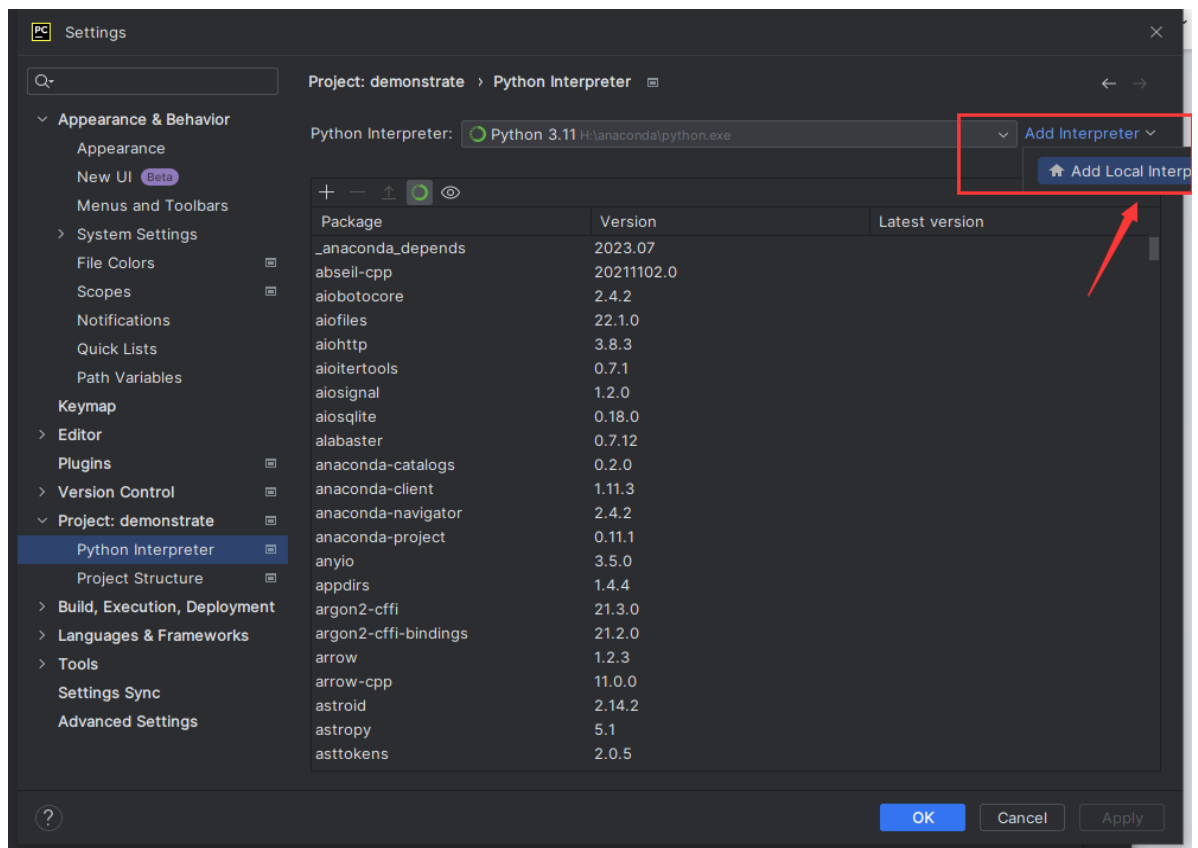 PC Settings
Project: demonstrate › Python Interpreter
Appearance & Behavior
Appearance
New UI Beta
Menus and Toolbars
System Settings
File Colors
Scopes
Notifications
Quick Lists
Path Variables
Keymap
Editor
Plugins
Version Control
Project: demonstrate
Python Interpreter
Project Structure
Build, Execution, Deployment
Languages & Frameworks
Tools
Settings Sync
Advanced Settings
Python Interpreter: Python 3.11 H:\anaconda\python.exe Add Interpreter
Add Local Interp
Package Version Latest version
_anaconda_depends 2023.07
abseil-cpp 20211102.0
aiobotocore 2.4.2
aiofiles 22.1.0
aiohttp 3.8.3
aioitertools 0.7.1
aiosignal 1.2.0
aiosqlite 0.18.0
alabaster 0.7.12
anaconda-catalogs 0.2.0
anaconda-client 1.11.3
anaconda-navigator 2.4.2
anaconda-project 0.11.1
anyio 3.5.0
appdirs 1.4.4
argon2-cffi 21.3.0
argon2-cffi-bindings 21.2.0
arrow 1.2.3
arrow-cpp 11.0.0
astroid 2.14.2
astropy 5.1
asttokens 2.0.5
? OK Cancel Apply